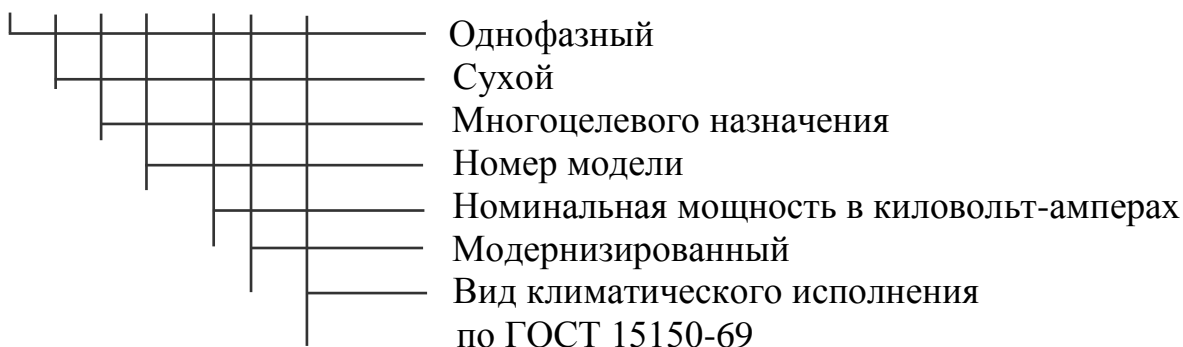 Однофазный
Сухой
Многоцелевого назначения
Номер модели
Номинальная мощность в киловольт-амперах
Модернизированный
Вид климатического исполнения
по ГОСТ 15150-69